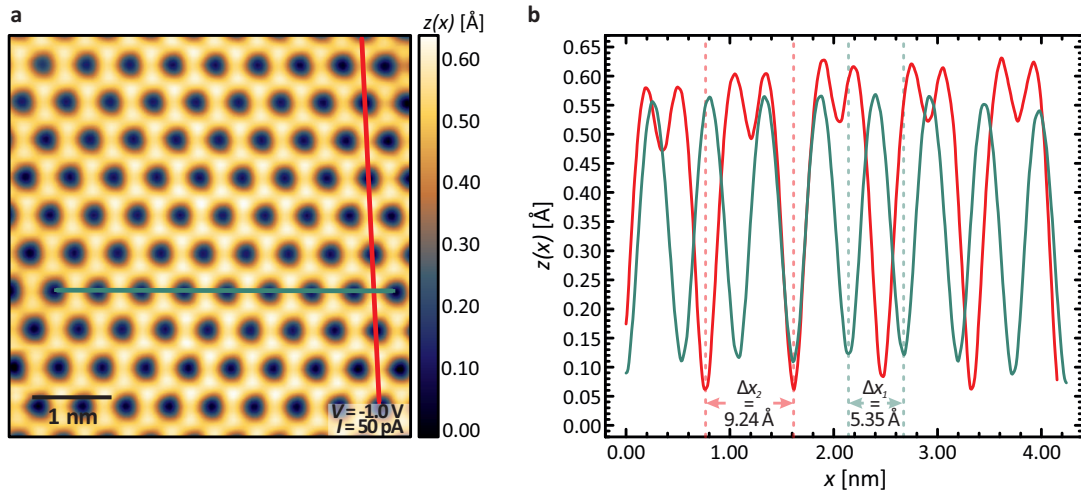 a
z(x) [Å]
0.60
0.50
0.40
0.30
0.20
0.10
0.00
1 nm
V = -1.0 V
I = 50 pA
b
0.65
0.60
0.55
0.50
0.45
0.40
0.35
0.30
0.25
0.20
0.15
0.10
0.05
0.00
z(x) [Å]
Δx₂
=
9.24 Å
Δx₁
=
5.35 Å
0.00 1.00 2.00 3.00 4.00
x [nm]